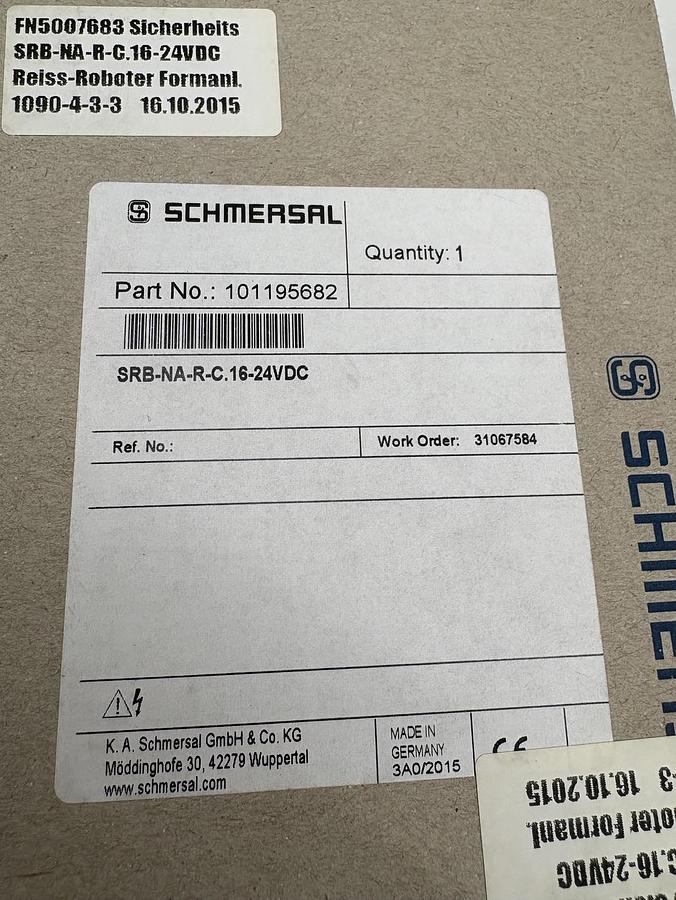 FN5007683 Sicherheits
SRB-NA-R-C.16-24VDC
Reiss-Roboter Formanl.
1090-4-3-3 16.10.2015
SCHMERSAL
Quantity: 1
Part No.: 101195682
SRB-NA-R-C.16-24VDC
Ref. No.:
Work Order: 31067584
K. A. Schmersal GmbH & Co. KG
Möddinghofe 30, 42279 Wuppertal
www.schmersal.com
MADE IN
GERMANY
3A0/2015
CE
SCHMERS
C.16-24VDC
oter Formanl.
-3 16.10.2015